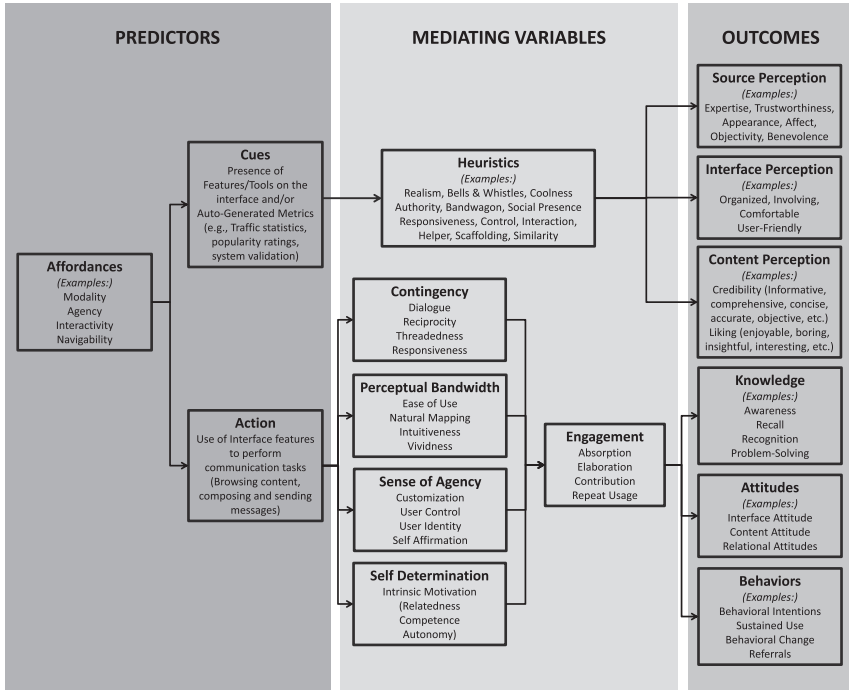 PREDICTORS
MEDIATING VARIABLES
OUTCOMES
Affordances
(Examples:)
Modality
Agency
Interactivity
Navigability
Cues
Presence of
Features/Tools on the
interface and/or
Auto-Generated Metrics
(e.g., Traffic statistics,
popularity ratings,
system validation)
Action
Use of Interface features
to perform
communication tasks
(Browsing content,
composing and sending
messages)
Heuristics
(Examples:)
Realism, Bells & Whistles, Coolness
Authority, Bandwagon, Social Presence
Responsiveness, Control, Interaction,
Helper, Scaffolding, Similarity
Contingency
Dialogue
Reciprocity
Threadedness
Responsiveness
Perceptual Bandwidth
Ease of Use
Natural Mapping
Intuitiveness
Vividness
Sense of Agency
Customization
User Control
User Identity
Self Affirmation
Self Determination
Intrinsic Motivation
(Relatedness
Competence
Autonomy)
Engagement
Absorption
Elaboration
Contribution
Repeat Usage
Source Perception
(Examples:)
Expertise, Trustworthiness,
Appearance, Affect,
Objectivity, Benevolence
Interface Perception
(Examples:)
Organized, Involving,
Comfortable
User-Friendly
Content Perception
(Examples:)
Credibility (Informative,
comprehensive, concise,
accurate, objective, etc.)
Liking (enjoyable, boring,
insightful, interesting, etc.)
Knowledge
(Examples:)
Awareness
Recall
Recognition
Problem-Solving
Attitudes
(Examples:)
Interface Attitude
Content Attitude
Relational Attitudes
Behaviors
(Examples:)
Behavioral Intentions
Sustained Use
Behavioral Change
Referrals